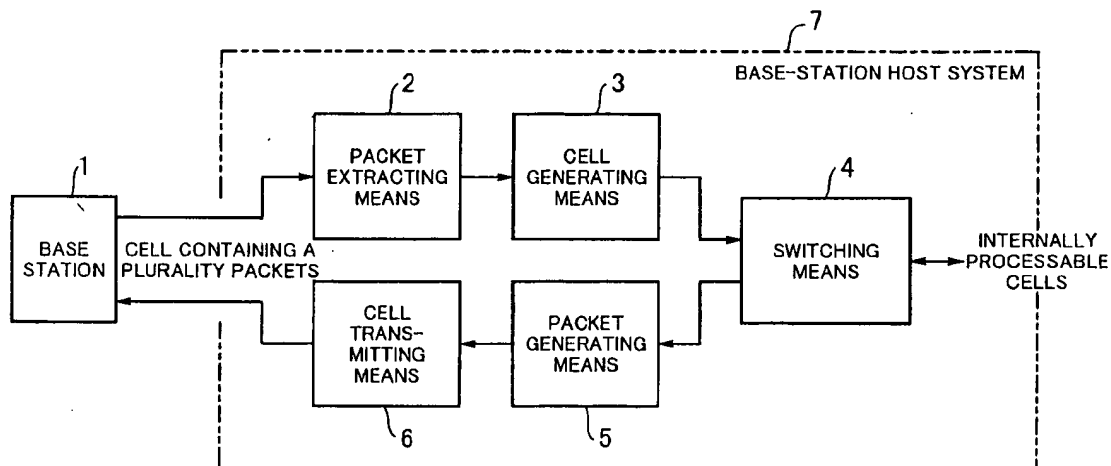 7
BASE-STATION HOST SYSTEM
2
3
PACKET
EXTRACTING
MEANS
CELL
GENERATING
MEANS
1
4
BASE
STATION
CELL CONTAINING A
PLURALITY PACKETS
SWITCHING
MEANS
INTERNALLY
PROCESSABLE
CELLS
CELL
TRANS-
MITTING
MEANS
PACKET
GENERATING
MEANS
6
5